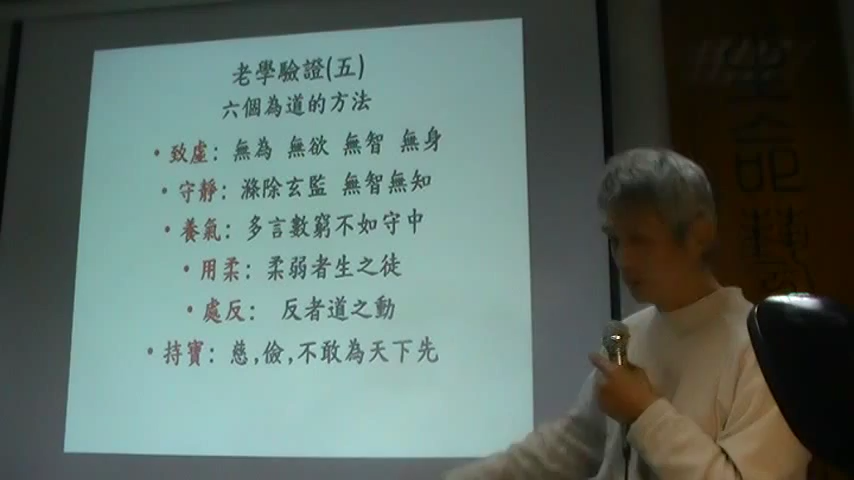 老學驗證(五)
六個為道的方法
• 致虛: 無為 無欲 無智 無身
• 守靜: 滌除玄監 無智無知
• 養氣: 多言數窮不如守中
• 用柔: 柔弱者生之徒
• 處反: 反者道之動
• 持寶: 慈,儉,不敢為天下先
生命